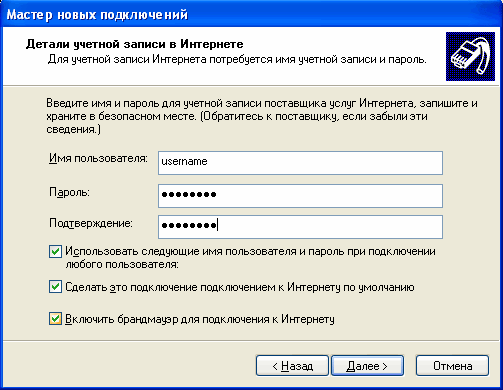 Мастер новых подключений
Детали учетной записи в Интернете
Для учетной записи Интернета потребуется имя учетной записи и пароль.
Введите имя и пароль для учетной записи поставщика услуг Интернета, запишите и
храните в безопасном месте. (Обратитесь к поставщику, если забыли эти
сведения.)
Имя пользователя: username
Пароль: ••••••••
Подтверждение: ••••••••
Использовать следующие имя пользователя и пароль при подключении
любого пользователя:
Сделать это подключение подключением к Интернету по умолчанию
Включить брандмауэр для подключения к Интернету
< Назад Далее > Отмена